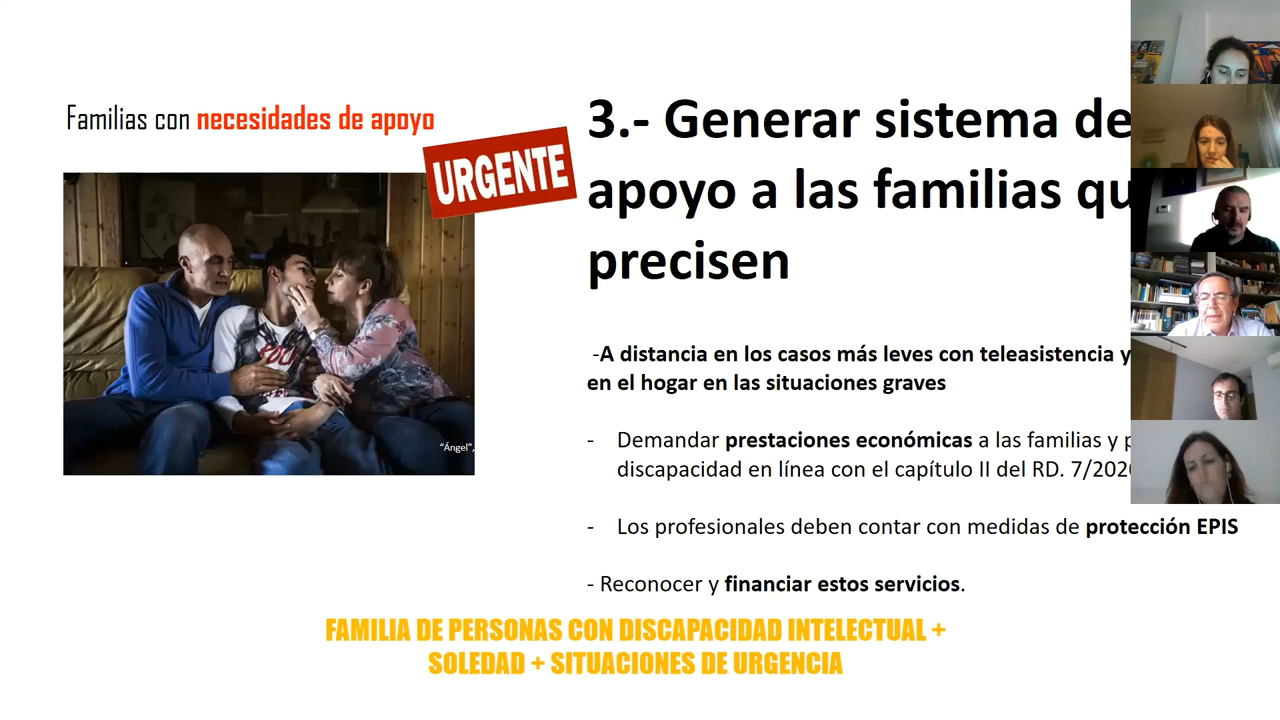 Familias con necesidades de apoyo
URGENTE
"Ángel",
3.- Generar sistema de
apoyo a las familias qu
precisen
-A distancia en los casos más leves con teleasistencia y
en el hogar en las situaciones graves
- Demandar prestaciones económicas a las familias y p
discapacidad en línea con el capítulo II del RD. 7/202
- Los profesionales deben contar con medidas de protección EPIS
- Reconocer y financiar estos servicios.
FAMILIA DE PERSONAS CON DISCAPACIDAD INTELECTUAL +
SOLEDAD + SITUACIONES DE URGENCIA